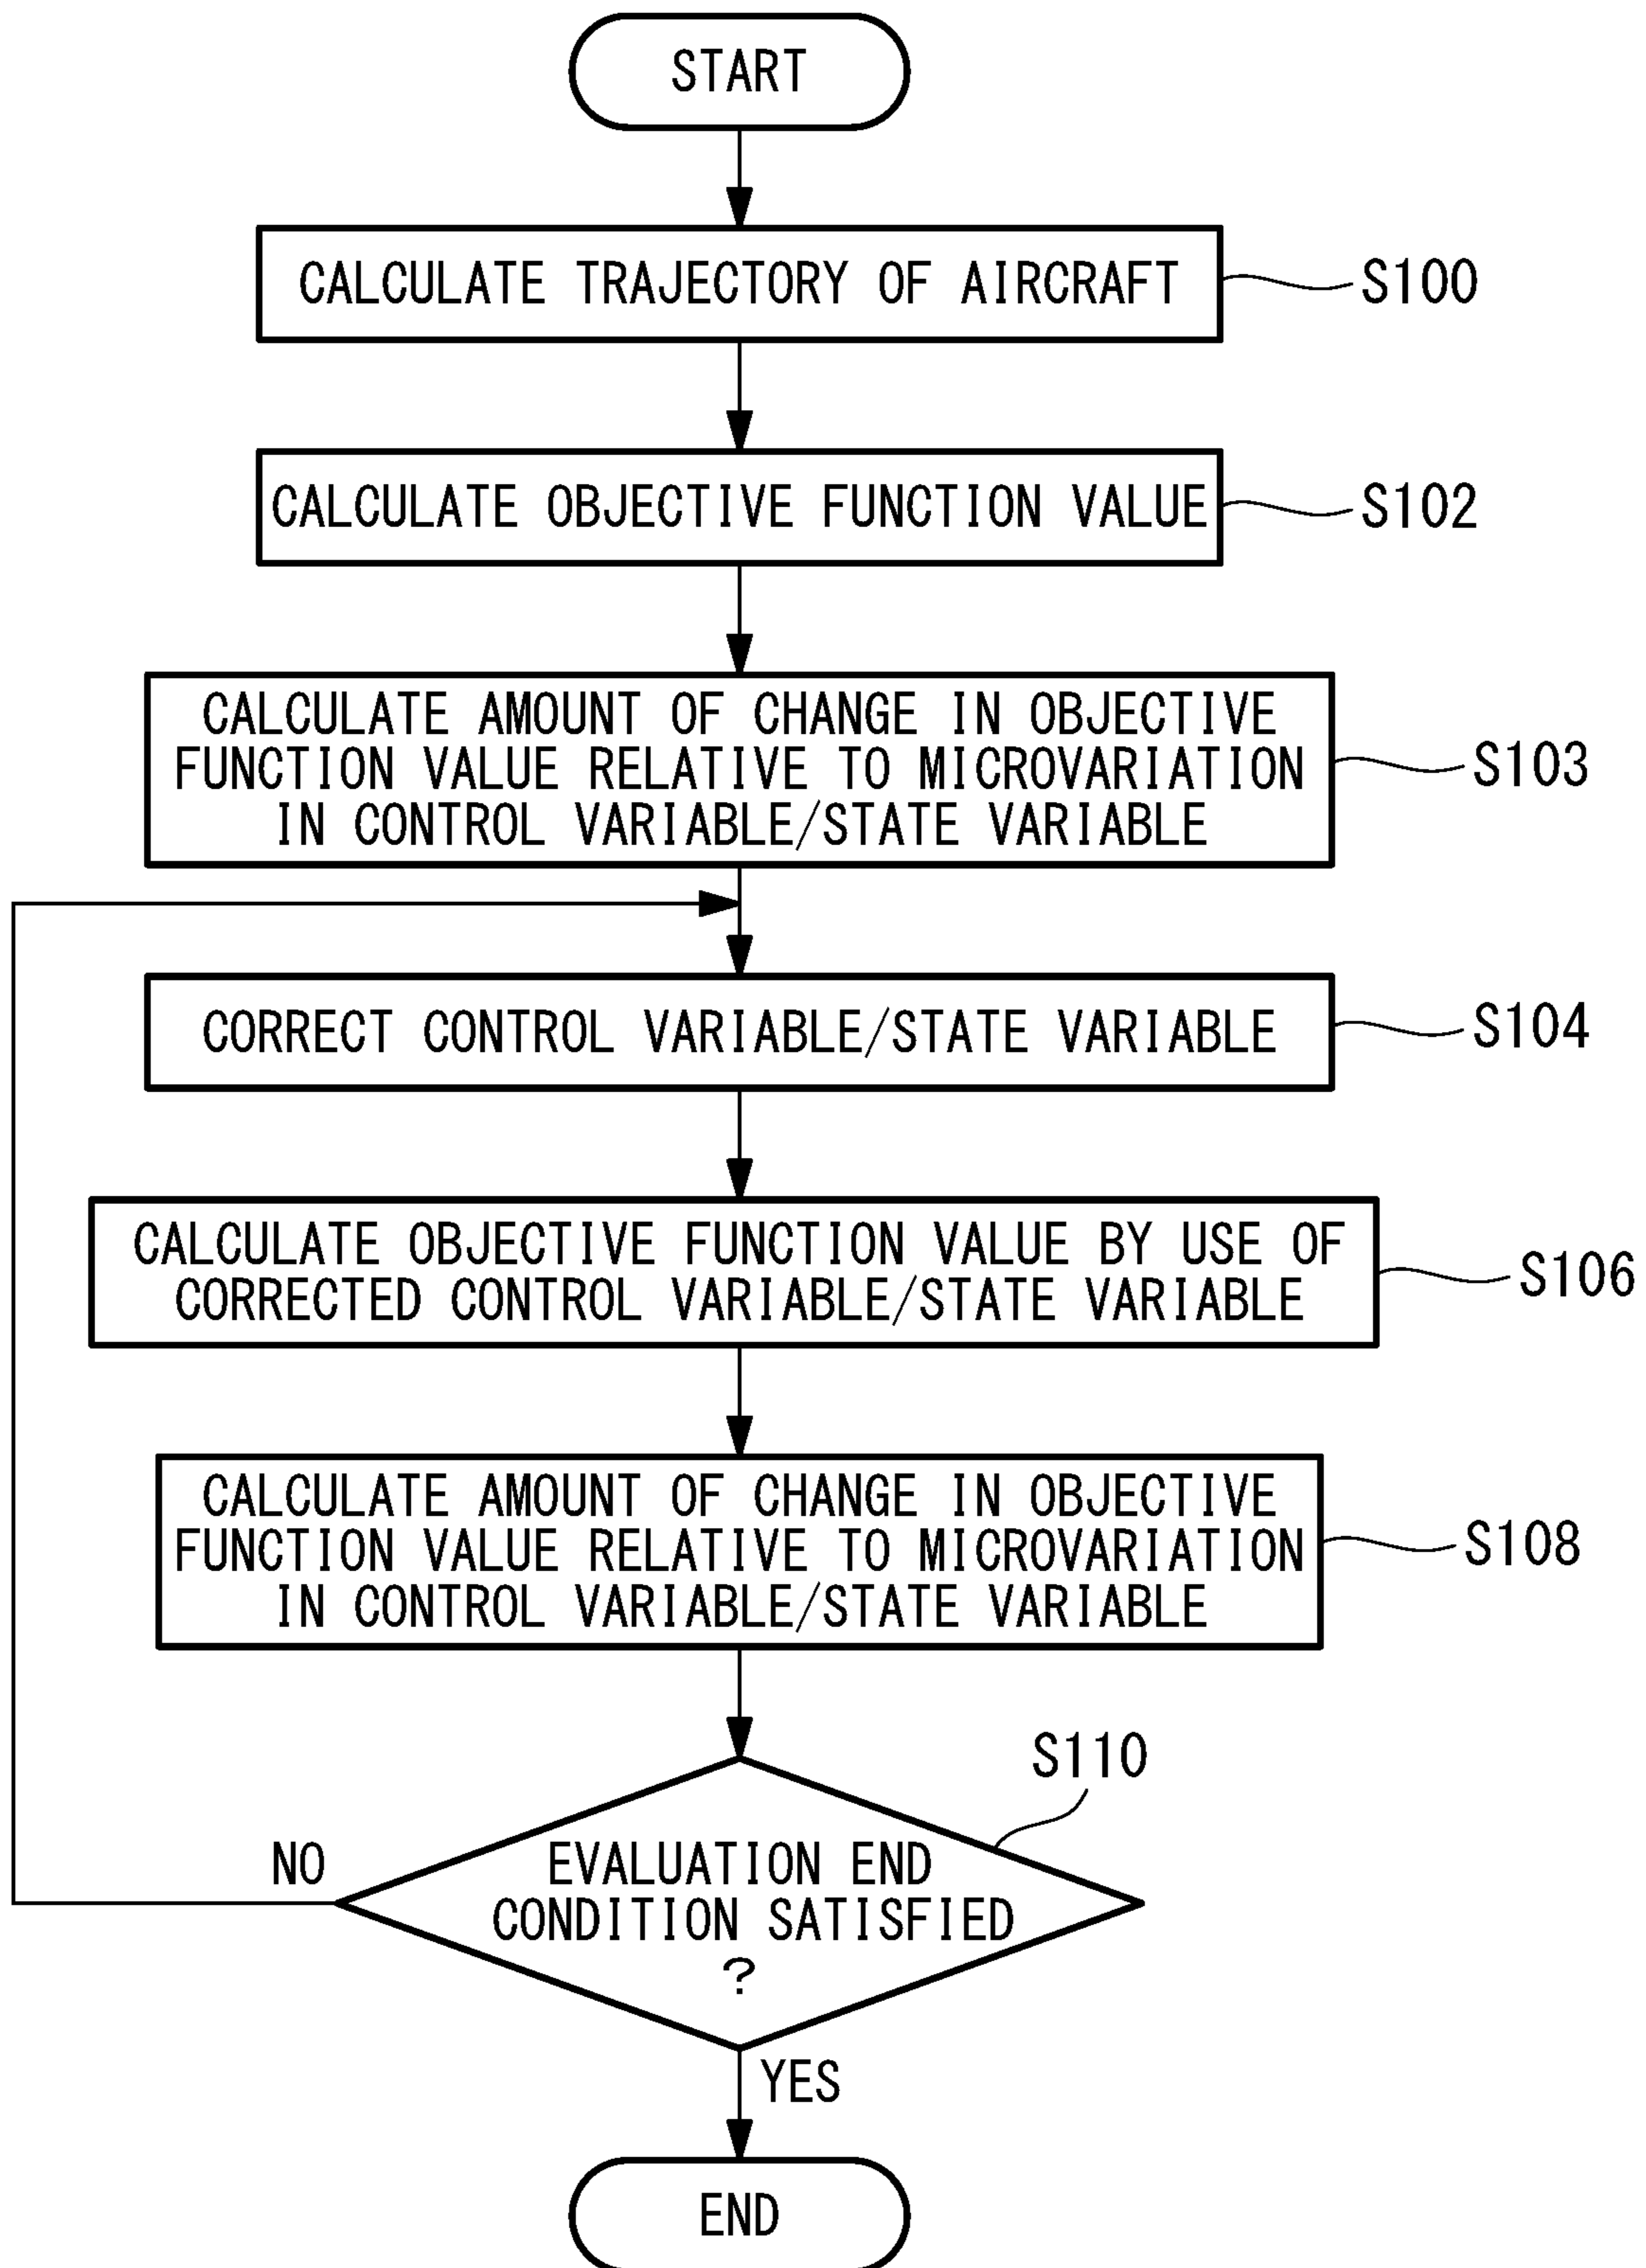 START
CALCULATE TRAJECTORY OF AIRCRAFT
S100
CALCULATE OBJECTIVE FUNCTION VALUE
S102
CALCULATE AMOUNT OF CHANGE IN OBJECTIVE
FUNCTION VALUE RELATIVE TO MICROVARIATION
IN CONTROL VARIABLE/STATE VARIABLE
S103
CORRECT CONTROL VARIABLE/STATE VARIABLE
S104
CALCULATE OBJECTIVE FUNCTION VALUE BY USE OF
CORRECTED CONTROL VARIABLE/STATE VARIABLE
S106
CALCULATE AMOUNT OF CHANGE IN OBJECTIVE
FUNCTION VALUE RELATIVE TO MICROVARIATION
IN CONTROL VARIABLE/STATE VARIABLE
S108
S110
NO
EVALUATION END
CONDITION SATISFIED
?
YES
END